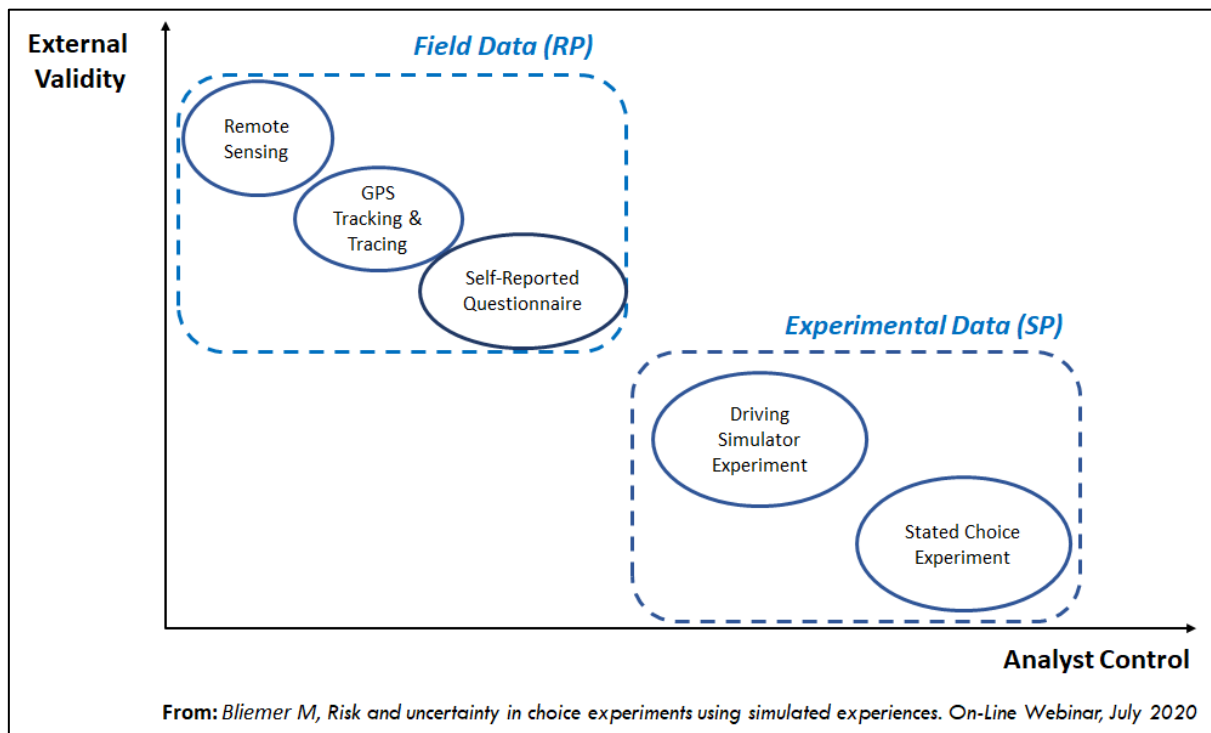 External
Validity
Field Data (RP)
Remote
Sensing
GPS
Tracking &
Tracing
Self-Reported
Questionnaire
Experimental Data (SP)
Driving
Simulator
Experiment
Stated Choice
Experiment
Analyst Control
From: Bliemer M, Risk and uncertainty in choice experiments using simulated experiences. On-Line Webinar, July 2020